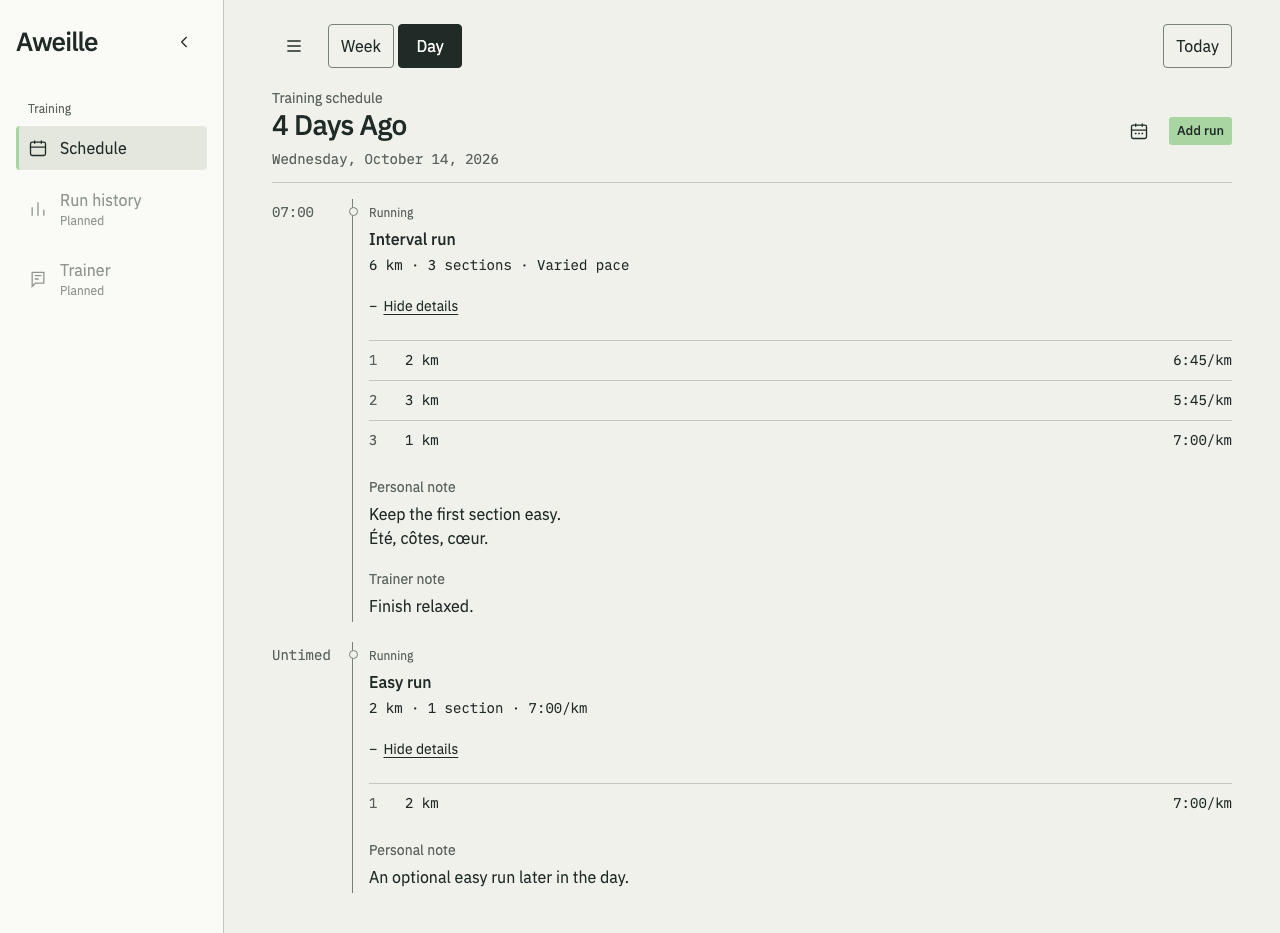 Aweille
Training
Schedule
Run history
Planned
Trainer
Planned
Week
Day
Today
Training schedule
4 Days Ago
Wednesday, October 14, 2026
Add run
07:00
Running
Interval run
6 km · 3 sections · Varied pace
− Hide details
1 2 km 6:45/km
2 3 km 5:45/km
3 1 km 7:00/km
Personal note
Keep the first section easy.
Été, côtes, cœur.
Trainer note
Finish relaxed.
Untimed
Running
Easy run
2 km · 1 section · 7:00/km
− Hide details
1 2 km 7:00/km
Personal note
An optional easy run later in the day.